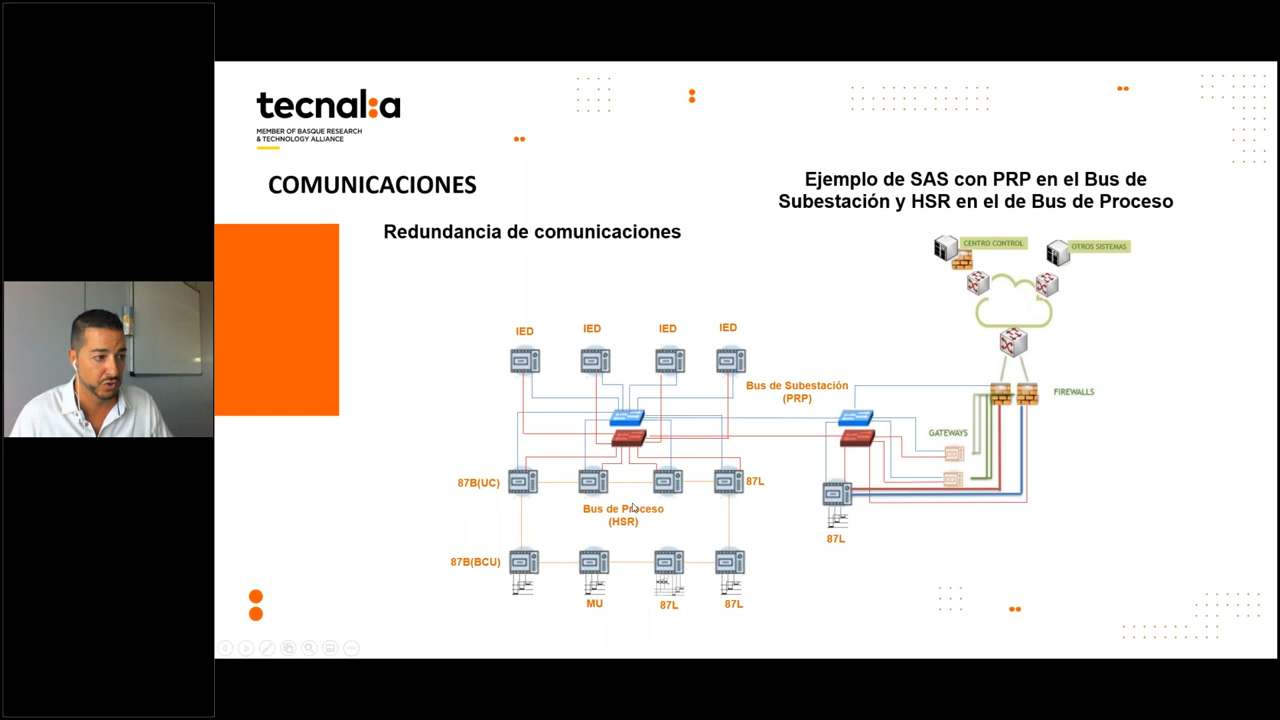 tecnal:a
MEMBER OF BASQUE RESEARCH
& TECHNOLOGY ALLIANCE
COMUNICACIONES
Ejemplo de SAS con PRP en el Bus de
Subestación y HSR en el de Bus de Proceso
Redundancia de comunicaciones
CENTRO CONTROL
OTROS SISTEMAS
IED
IED
IED
IED
Bus de Subestación
(PRP)
FIREWALLS
GATEWAYS
87B(UC)
87L
Bus de Proceso
(HSR)
87L
87B(BCU)
MU
87L
87L